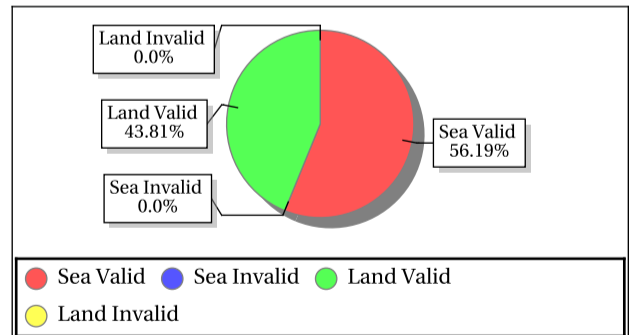 Land Invalid
0.0%
Land Valid
43.81%
Sea Valid
56.19%
Sea Invalid
0.0%
Sea Valid Sea Invalid Land Valid
Land Invalid